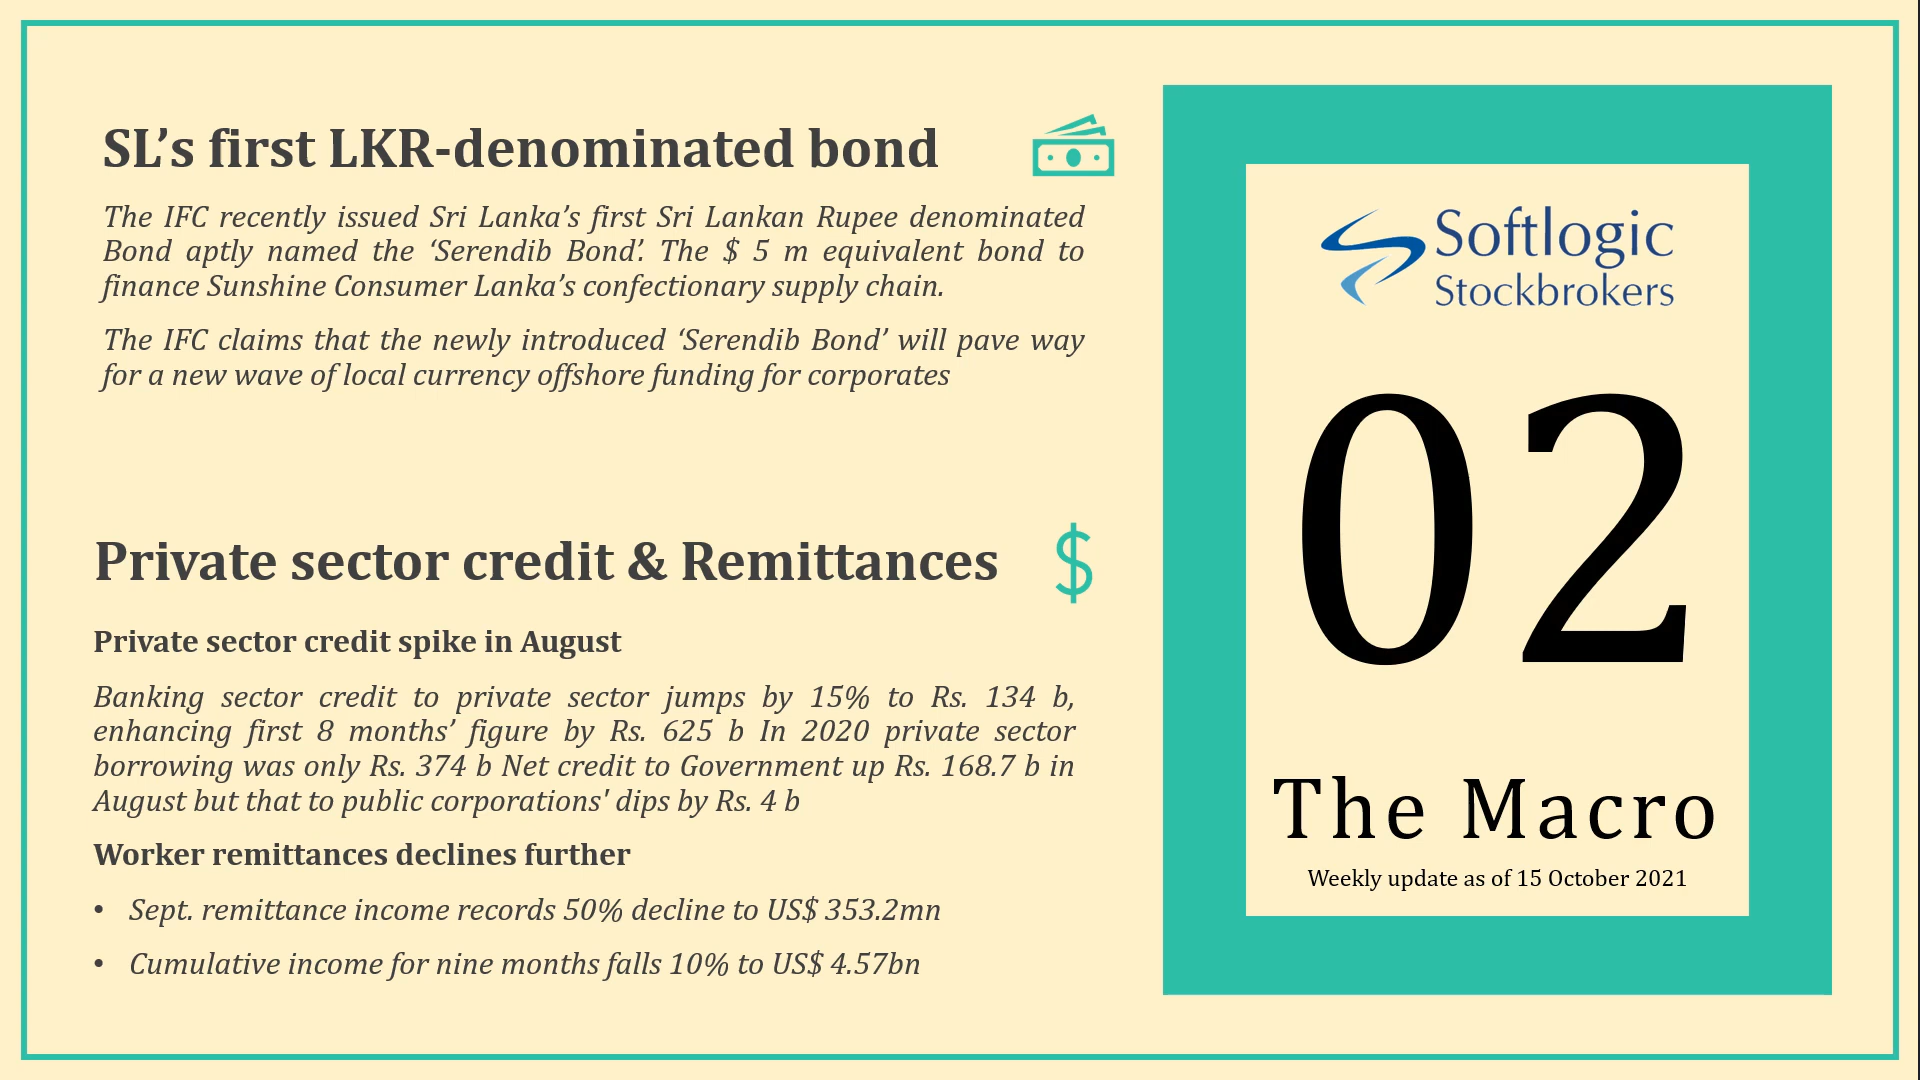 SL’s first LKR-denominated bond
The IFC recently issued Sri Lanka’s first Sri Lankan Rupee denominated
Bond aptly named the ‘Serendib Bond’. The $ 5 m equivalent bond to
finance Sunshine Consumer Lanka’s confectionary supply chain.
The IFC claims that the newly introduced ‘Serendib Bond’ will pave way
for a new wave of local currency offshore funding for corporates
Private sector credit & Remittances
$
Private sector credit spike in August
Banking sector credit to private sector jumps by 15% to Rs. 134 b,
enhancing first 8 months’ figure by Rs. 625 b In 2020 private sector
borrowing was only Rs. 374 b Net credit to Government up Rs. 168.7 b in
August but that to public corporations' dips by Rs. 4 b
Worker remittances declines further
• Sept. remittance income records 50% decline to US$ 353.2mn
• Cumulative income for nine months falls 10% to US$ 4.57bn
Softlogic
Stockbrokers
02
The Macro
Weekly update as of 15 October 2021